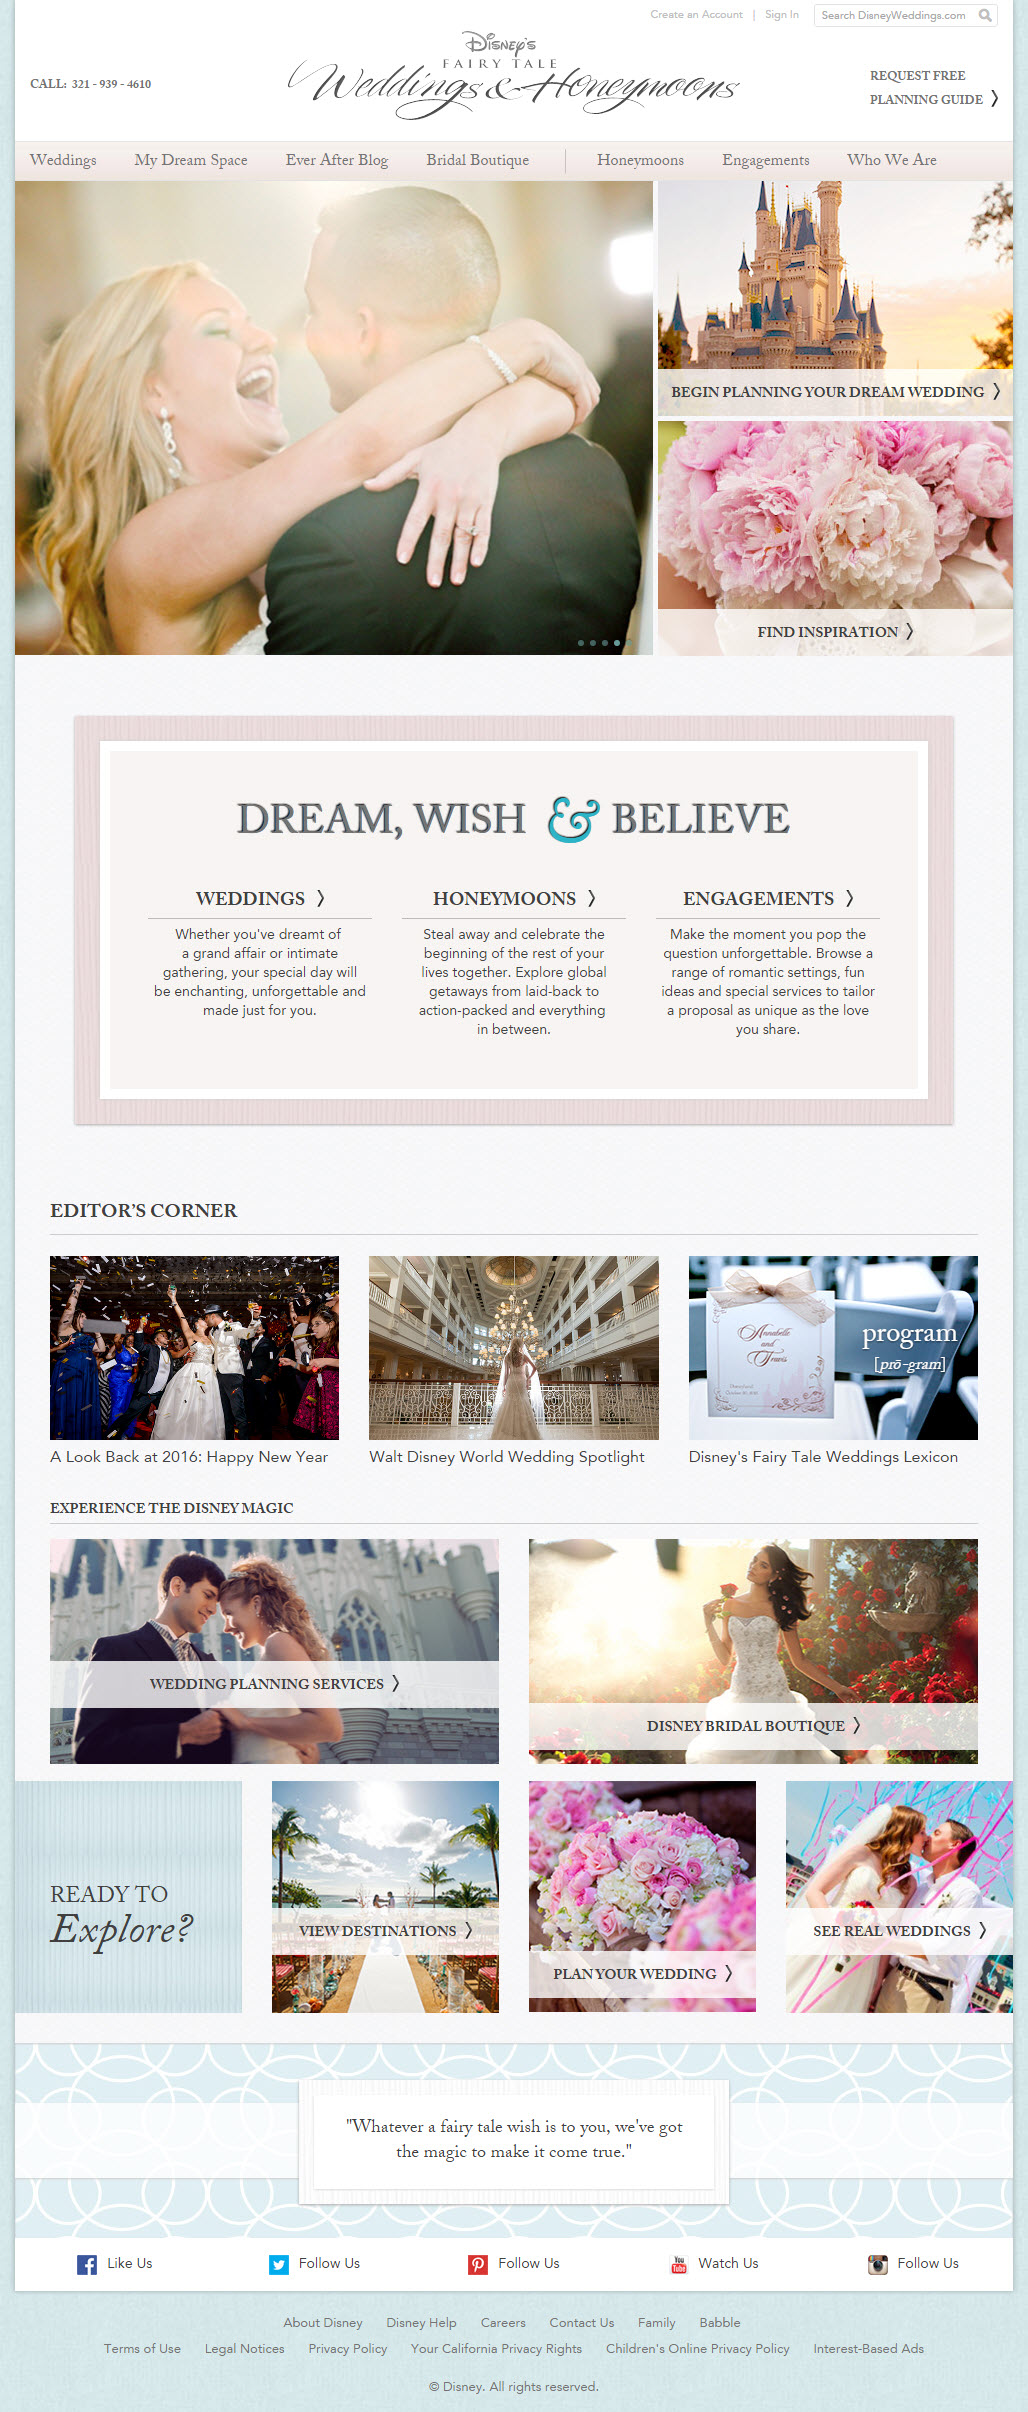 Create an Account | Sign In
Search DisneyWeddings.com
CALL: 321 - 939 - 4610
DISNEY'S
FAIRY TALE
Weddings & Honeymoons
REQUEST FREE
PLANNING GUIDE
Weddings
My Dream Space
Ever After Blog
Bridal Boutique
Honeymoons
Engagements
Who We Are
BEGIN PLANNING YOUR DREAM WEDDING
FIND INSPIRATION
DREAM, WISH & BELIEVE
WEDDINGS
Whether you've dreamt of
a grand affair or intimate
gathering, your special day will
be enchanting, unforgettable and
made just for you.
HONEYMOONS
Steal away and celebrate the
beginning of the rest of your
lives together. Explore global
getaways from laid-back to
action-packed and everything
in between.
ENGAGEMENTS
Make the moment you pop the
question unforgettable. Browse a
range of romantic settings, fun
ideas and special services to tailor
a proposal as unique as the love
you share.
EDITOR'S CORNER
Annabelle
and
Travis
program
[prō-gram]
A Look Back at 2016: Happy New Year
Walt Disney World Wedding Spotlight
Disney's Fairy Tale Weddings Lexicon
EXPERIENCE THE DISNEY MAGIC
WEDDING PLANNING SERVICES
DISNEY BRIDAL BOUTIQUE
READY TO
Explore?
VIEW DESTINATIONS
PLAN YOUR WEDDING
SEE REAL WEDDINGS
"Whatever a fairy tale wish is to you, we've got
the magic to make it come true."
Like Us
Follow Us
Follow Us
You
Tube
Watch Us
Follow Us
About Disney
Disney Help
Careers
Contact Us
Family
Babble
Terms of Use
Legal Notices
Privacy Policy
Your California Privacy Rights
Children's Online Privacy Policy
Interest-Based Ads
© Disney. All rights reserved.